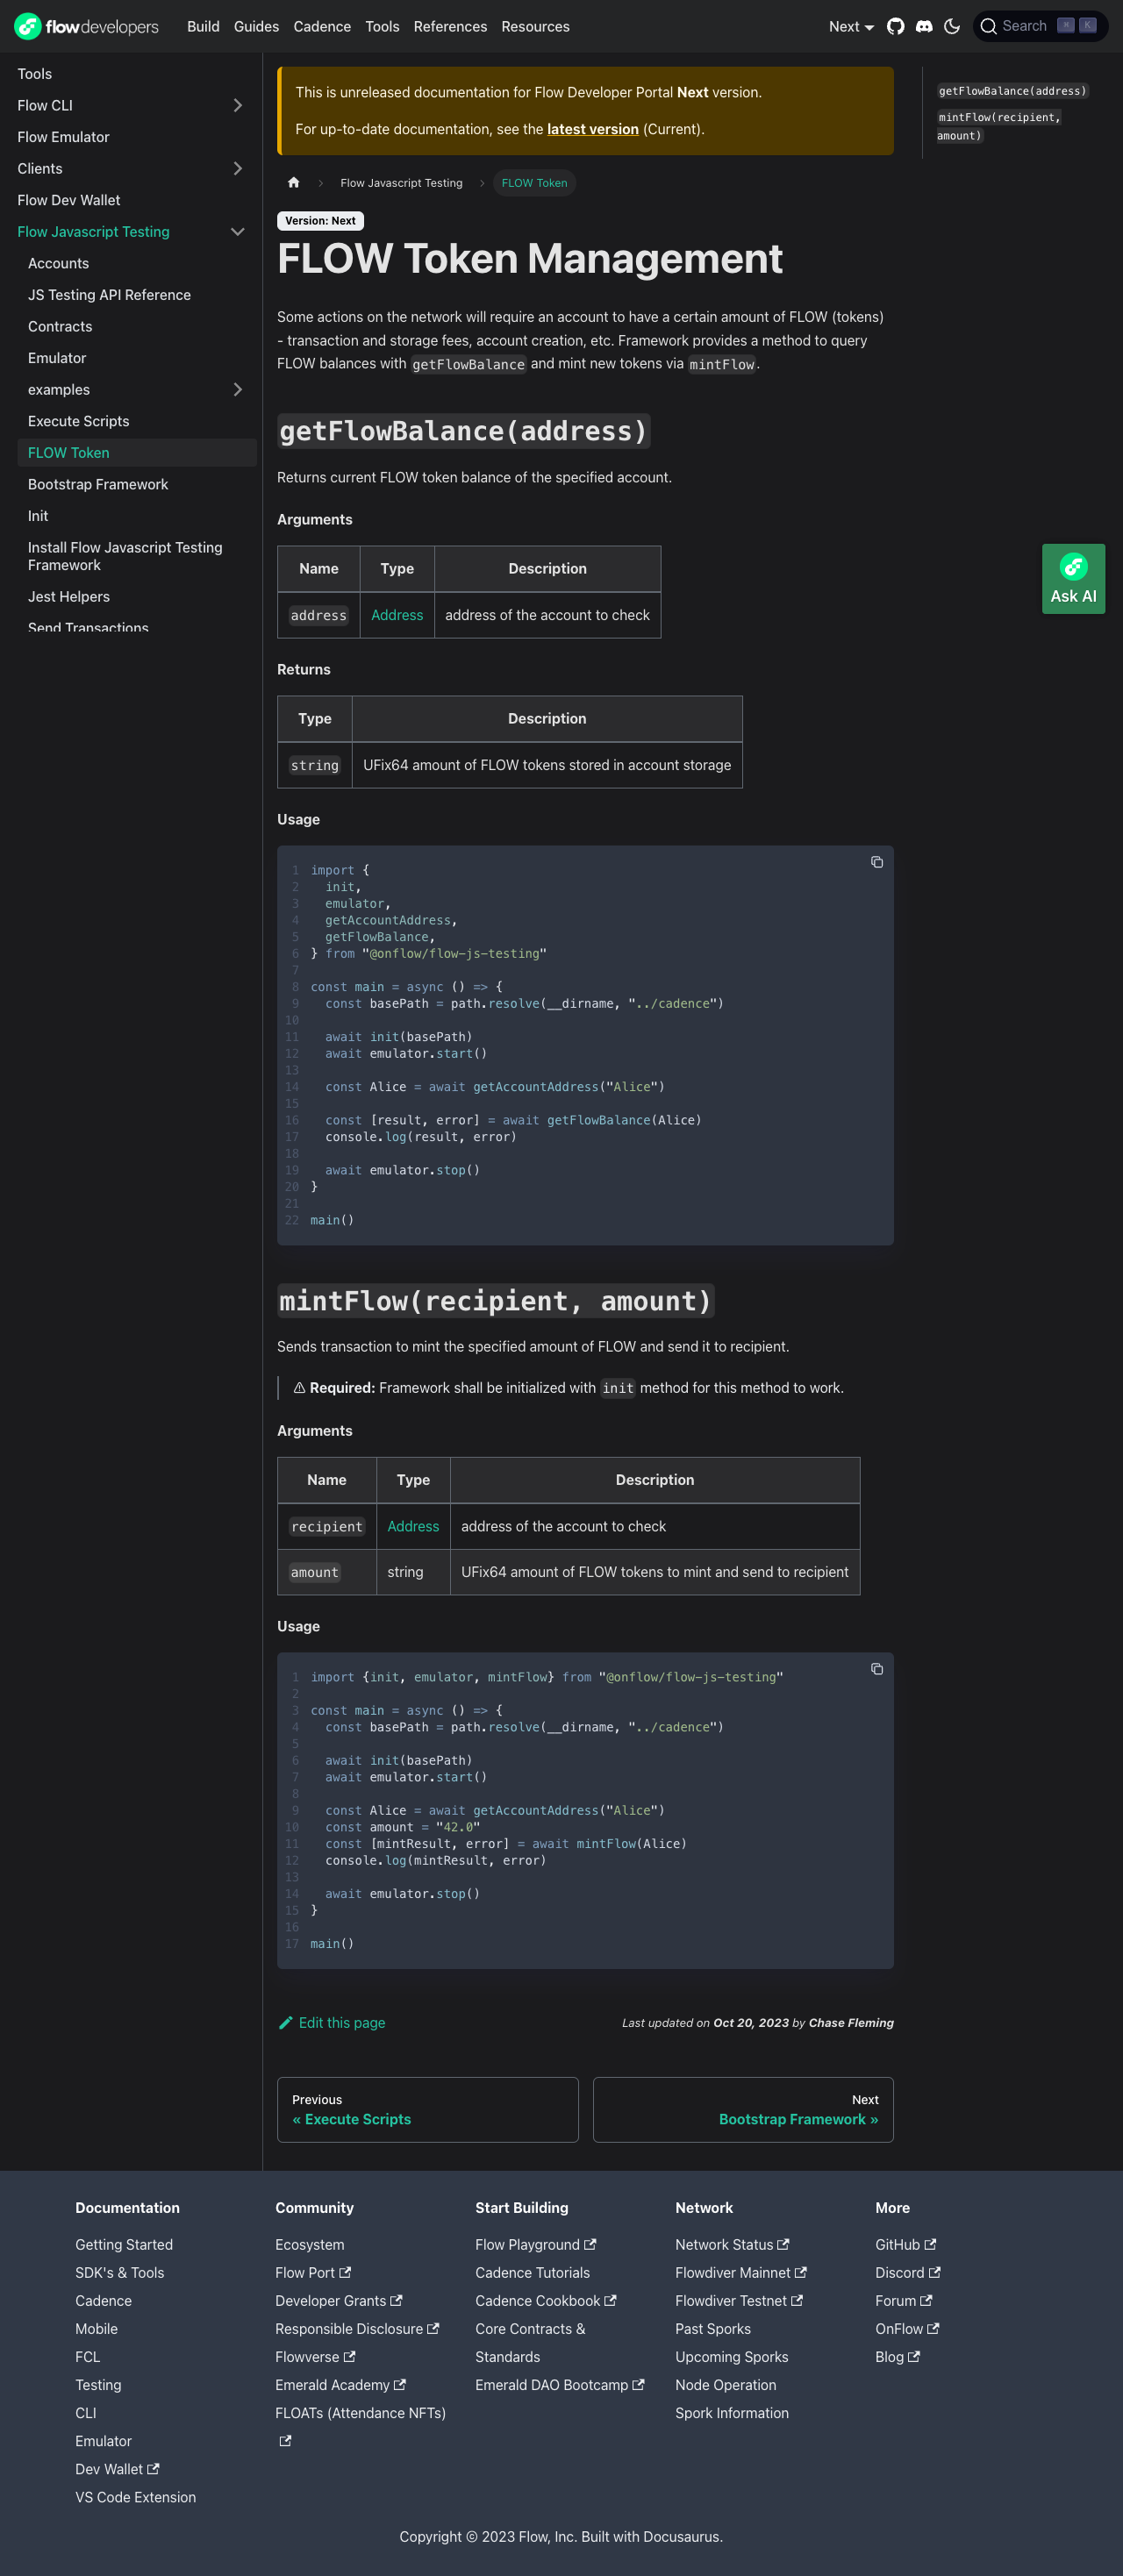 flowdevelopers
Build
Guides
Cadence
Tools
References
Resources
Next
Search
⌘ K
Tools
Flow CLI
Flow Emulator
Clients
Flow Dev Wallet
Flow Javascript Testing
Accounts
JS Testing API Reference
Contracts
Emulator
examples
Execute Scripts
FLOW Token
Bootstrap Framework
Init
Install Flow Javascript Testing
Framework
Jest Helpers
Send Transactions
This is unreleased documentation for Flow Developer Portal Next version.
For up-to-date documentation, see the latest version (Current).
Flow Javascript Testing
FLOW Token
Version: Next
FLOW Token Management
Some actions on the network will require an account to have a certain amount of FLOW (tokens)
- transaction and storage fees, account creation, etc. Framework provides a method to query
FLOW balances with getFlowBalance and mint new tokens via mintFlow.
getFlowBalance(address)
Returns current FLOW token balance of the specified account.
Arguments
Name Type Description
address Address address of the account to check
Returns
Type Description
string UFix64 amount of FLOW tokens stored in account storage
Usage
1 import {
2   init,
3   emulator,
4   getAccountAddress,
5   getFlowBalance,
6 } from "@onflow/flow-js-testing"
7
8 const main = async () => {
9   const basePath = path.resolve(__dirname, "../cadence")
10
11   await init(basePath)
12   await emulator.start()
13
14   const Alice = await getAccountAddress("Alice")
15
16   const [result, error] = await getFlowBalance(Alice)
17   console.log(result, error)
18
19   await emulator.stop()
20 }
21
22 main()
mintFlow(recipient, amount)
Sends transaction to mint the specified amount of FLOW and send it to recipient.
⚠ Required: Framework shall be initialized with init method for this method to work.
Arguments
Name Type Description
recipient Address address of the account to check
amount string UFix64 amount of FLOW tokens to mint and send to recipient
Usage
1 import {init, emulator, mintFlow} from "@onflow/flow-js-testing"
2
3 const main = async () => {
4   const basePath = path.resolve(__dirname, "../cadence")
5
6   await init(basePath)
7   await emulator.start()
8
9   const Alice = await getAccountAddress("Alice")
10   const amount = "42.0"
11   const [mintResult, error] = await mintFlow(Alice)
12   console.log(mintResult, error)
13
14   await emulator.stop()
15 }
16
17 main()
Edit this page
Last updated on Oct 20, 2023 by Chase Fleming
Previous
« Execute Scripts
Next
Bootstrap Framework »
getFlowBalance(address)
mintFlow(recipient,
amount)
Ask AI
Documentation
Getting Started
SDK's & Tools
Cadence
Mobile
FCL
Testing
CLI
Emulator
Dev Wallet
VS Code Extension
Community
Ecosystem
Flow Port
Developer Grants
Responsible Disclosure
Flowverse
Emerald Academy
FLOATs (Attendance NFTs)
Start Building
Flow Playground
Cadence Tutorials
Cadence Cookbook
Core Contracts &
Standards
Emerald DAO Bootcamp
Network
Network Status
Flowdiver Mainnet
Flowdiver Testnet
Past Sporks
Upcoming Sporks
Node Operation
Spork Information
More
GitHub
Discord
Forum
OnFlow
Blog
Copyright © 2023 Flow, Inc. Built with Docusaurus.